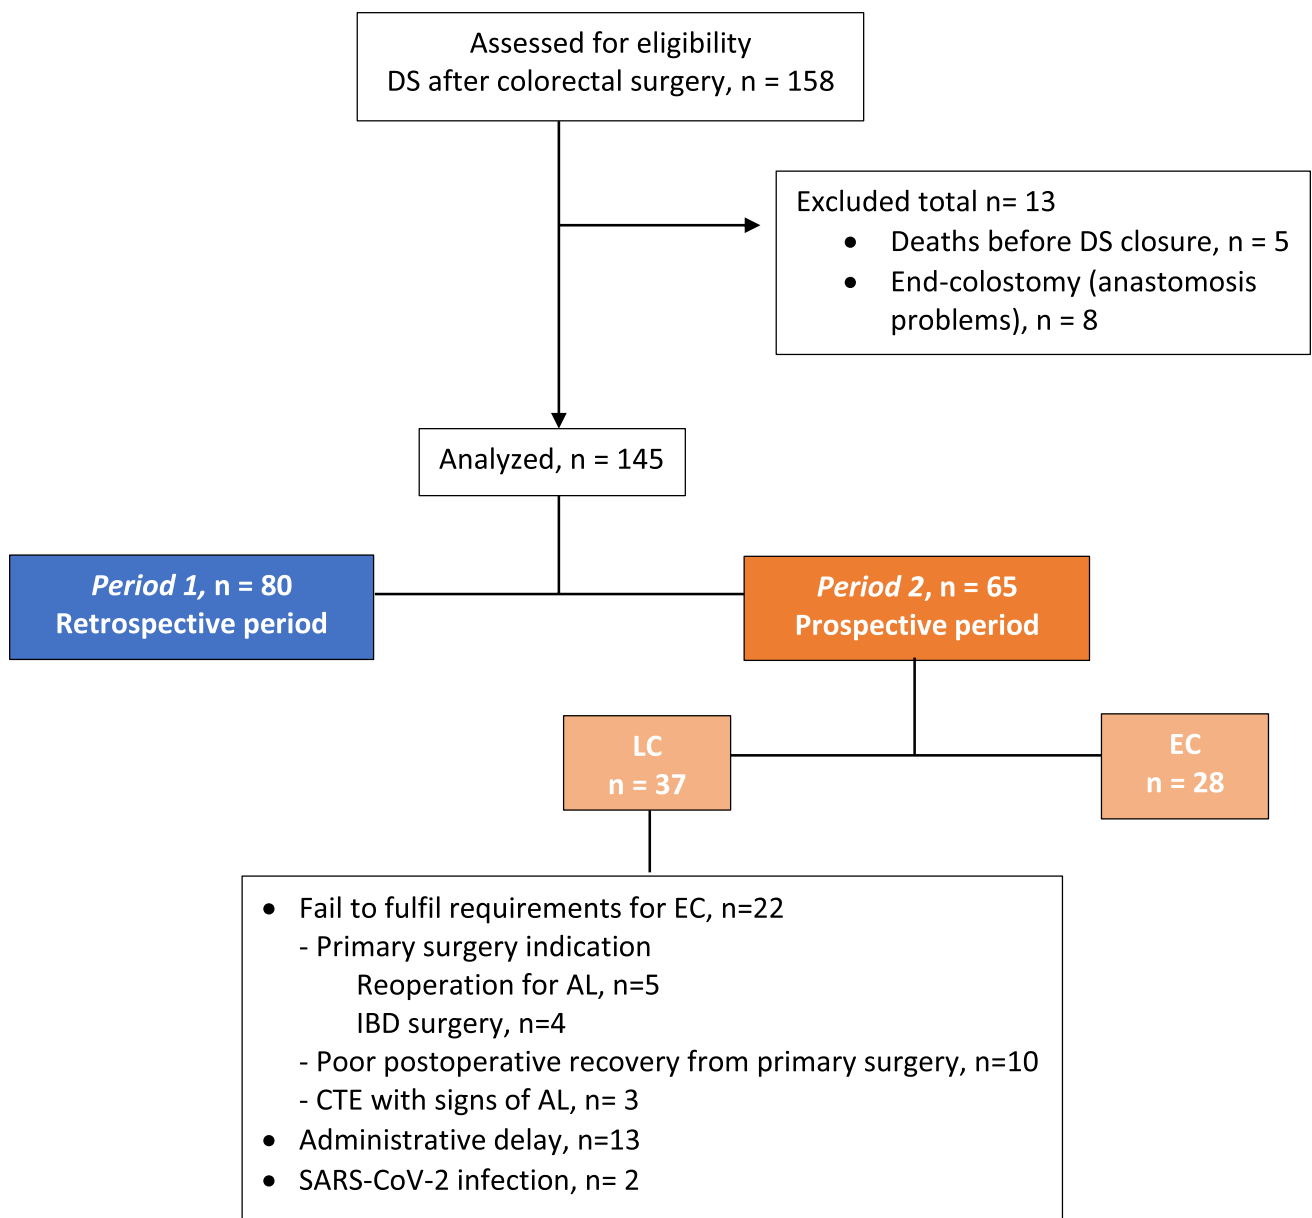 Assessed for eligibility
DS after colorectal surgery, n = 158
Excluded total n= 13
• Deaths before DS closure, n = 5
• End-colostomy (anastomosis
problems), n = 8
Analyzed, n = 145
Period 1, n = 80
Retrospective period
Period 2, n = 65
Prospective period
LC
n = 37
EC
n = 28
• Fail to fulfil requirements for EC, n=22
- Primary surgery indication
Reoperation for AL, n=5
IBD surgery, n=4
- Poor postoperative recovery from primary surgery, n=10
- CTE with signs of AL, n= 3
• Administrative delay, n=13
• SARS-CoV-2 infection, n= 2